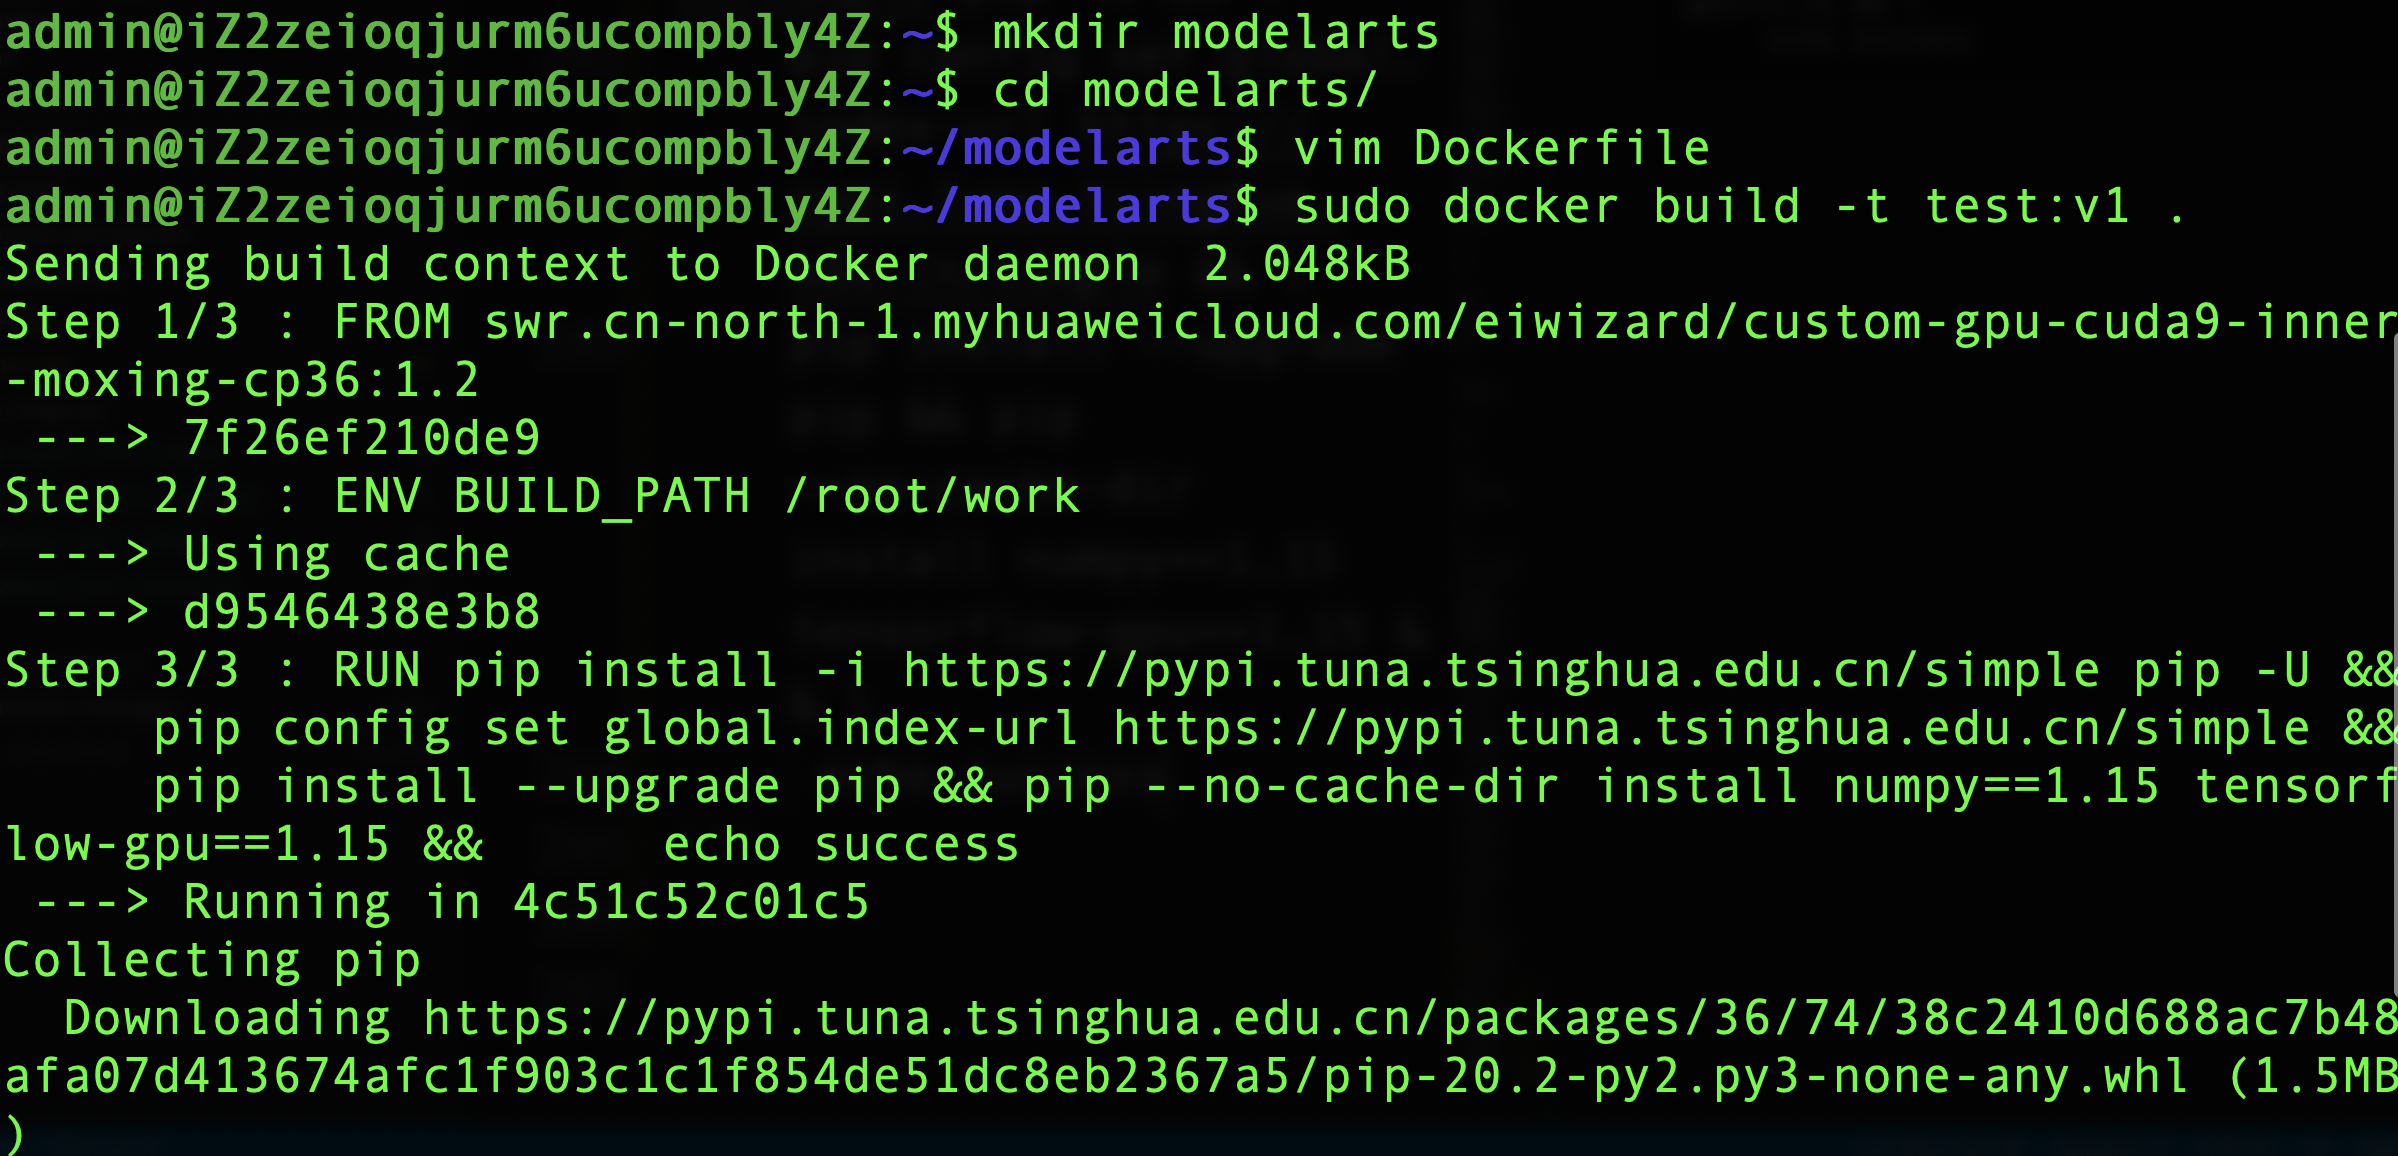 admin@iZ2zeioqjurm6ucompbly4Z:~$ mkdir modelarts
admin@iZ2zeioqjurm6ucompbly4Z:~$ cd modelarts/
admin@iZ2zeioqjurm6ucompbly4Z:~/modelarts$ vim Dockerfile
admin@iZ2zeioqjurm6ucompbly4Z:~/modelarts$ sudo docker build -t test:v1 .
Sending build context to Docker daemon  2.048kB
Step 1/3 : FROM swr.cn-north-1.myhuaweicloud.com/eiwizard/custom-gpu-cuda9-inner
-moxing-cp36:1.2
 ---> 7f26ef210de9
Step 2/3 : ENV BUILD_PATH /root/work
 ---> Using cache
 ---> d9546438e3b8
Step 3/3 : RUN pip install -i https://pypi.tuna.tsinghua.edu.cn/simple pip -U &&
     pip config set global.index-url https://pypi.tuna.tsinghua.edu.cn/simple &&
     pip install --upgrade pip && pip --no-cache-dir install numpy==1.15 tensorf
low-gpu==1.15 &&      echo success
 ---> Running in 4c51c52c01c5
Collecting pip
  Downloading https://pypi.tuna.tsinghua.edu.cn/packages/36/74/38c2410d688ac7b48
afa07d413674afc1f903c1c1f854de51dc8eb2367a5/pip-20.2-py2.py3-none-any.whl (1.5MB
)